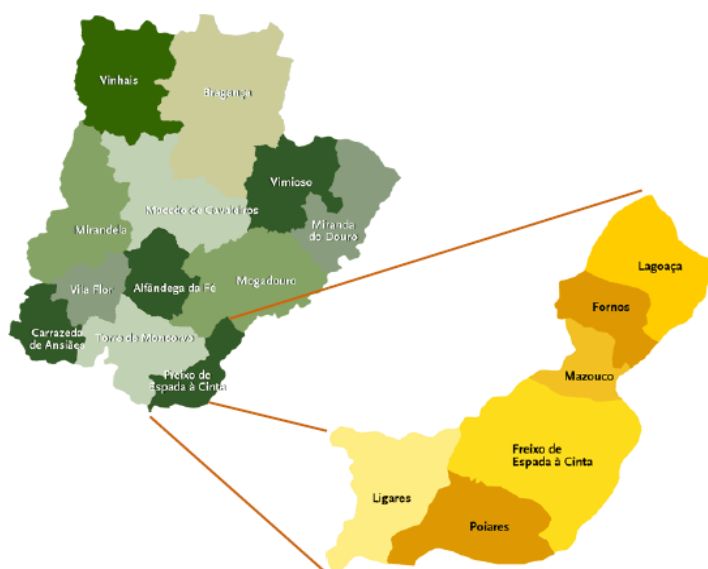 Vinhais
Bragança
Vimioso
Macedo de Cavaleiros
Miranda
do Douro
Mirandela
Mogadouro
Vila Flor
Alfândega da Fé
Carrazeda
de Ansiães
Torre de Moncorvo
Freixo de
Espada à Cinta
Lagoaça
Fornos
Mazouco
Freixo de
Espada à Cinta
Ligares
Poiares